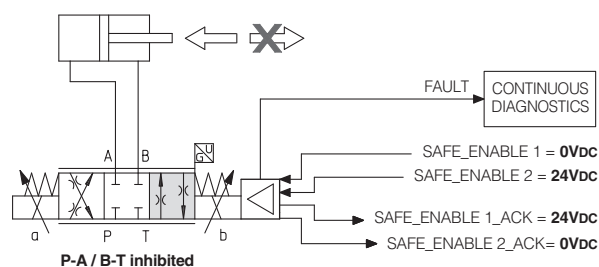 FAULT
CONTINUOUS
DIAGNOSTICS
A B
U
G
SAFE_ENABLE 1 = 0VDC
SAFE_ENABLE 2 = 24VDC
SAFE_ENABLE 1_ACK = 24VDC
SAFE_ENABLE 2_ACK= 0VDC
a P T b
P-A / B-T inhibited